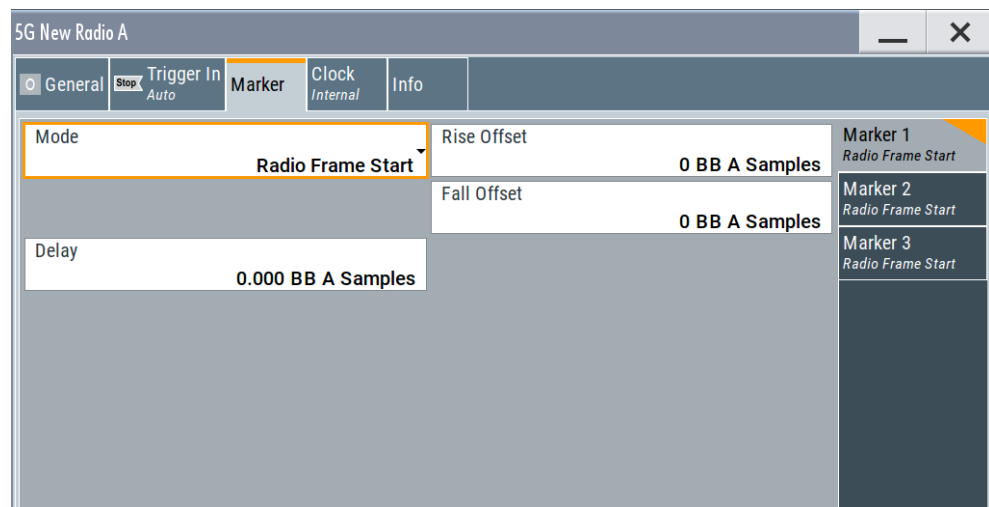 5G New Radio A
General
Stop
Trigger In
Auto
Marker
Clock
Internal
Info
Mode
Radio Frame Start
Rise Offset
0 BB A Samples
Fall Offset
0 BB A Samples
Delay
0.000 BB A Samples
Marker 1
Radio Frame Start
Marker 2
Radio Frame Start
Marker 3
Radio Frame Start